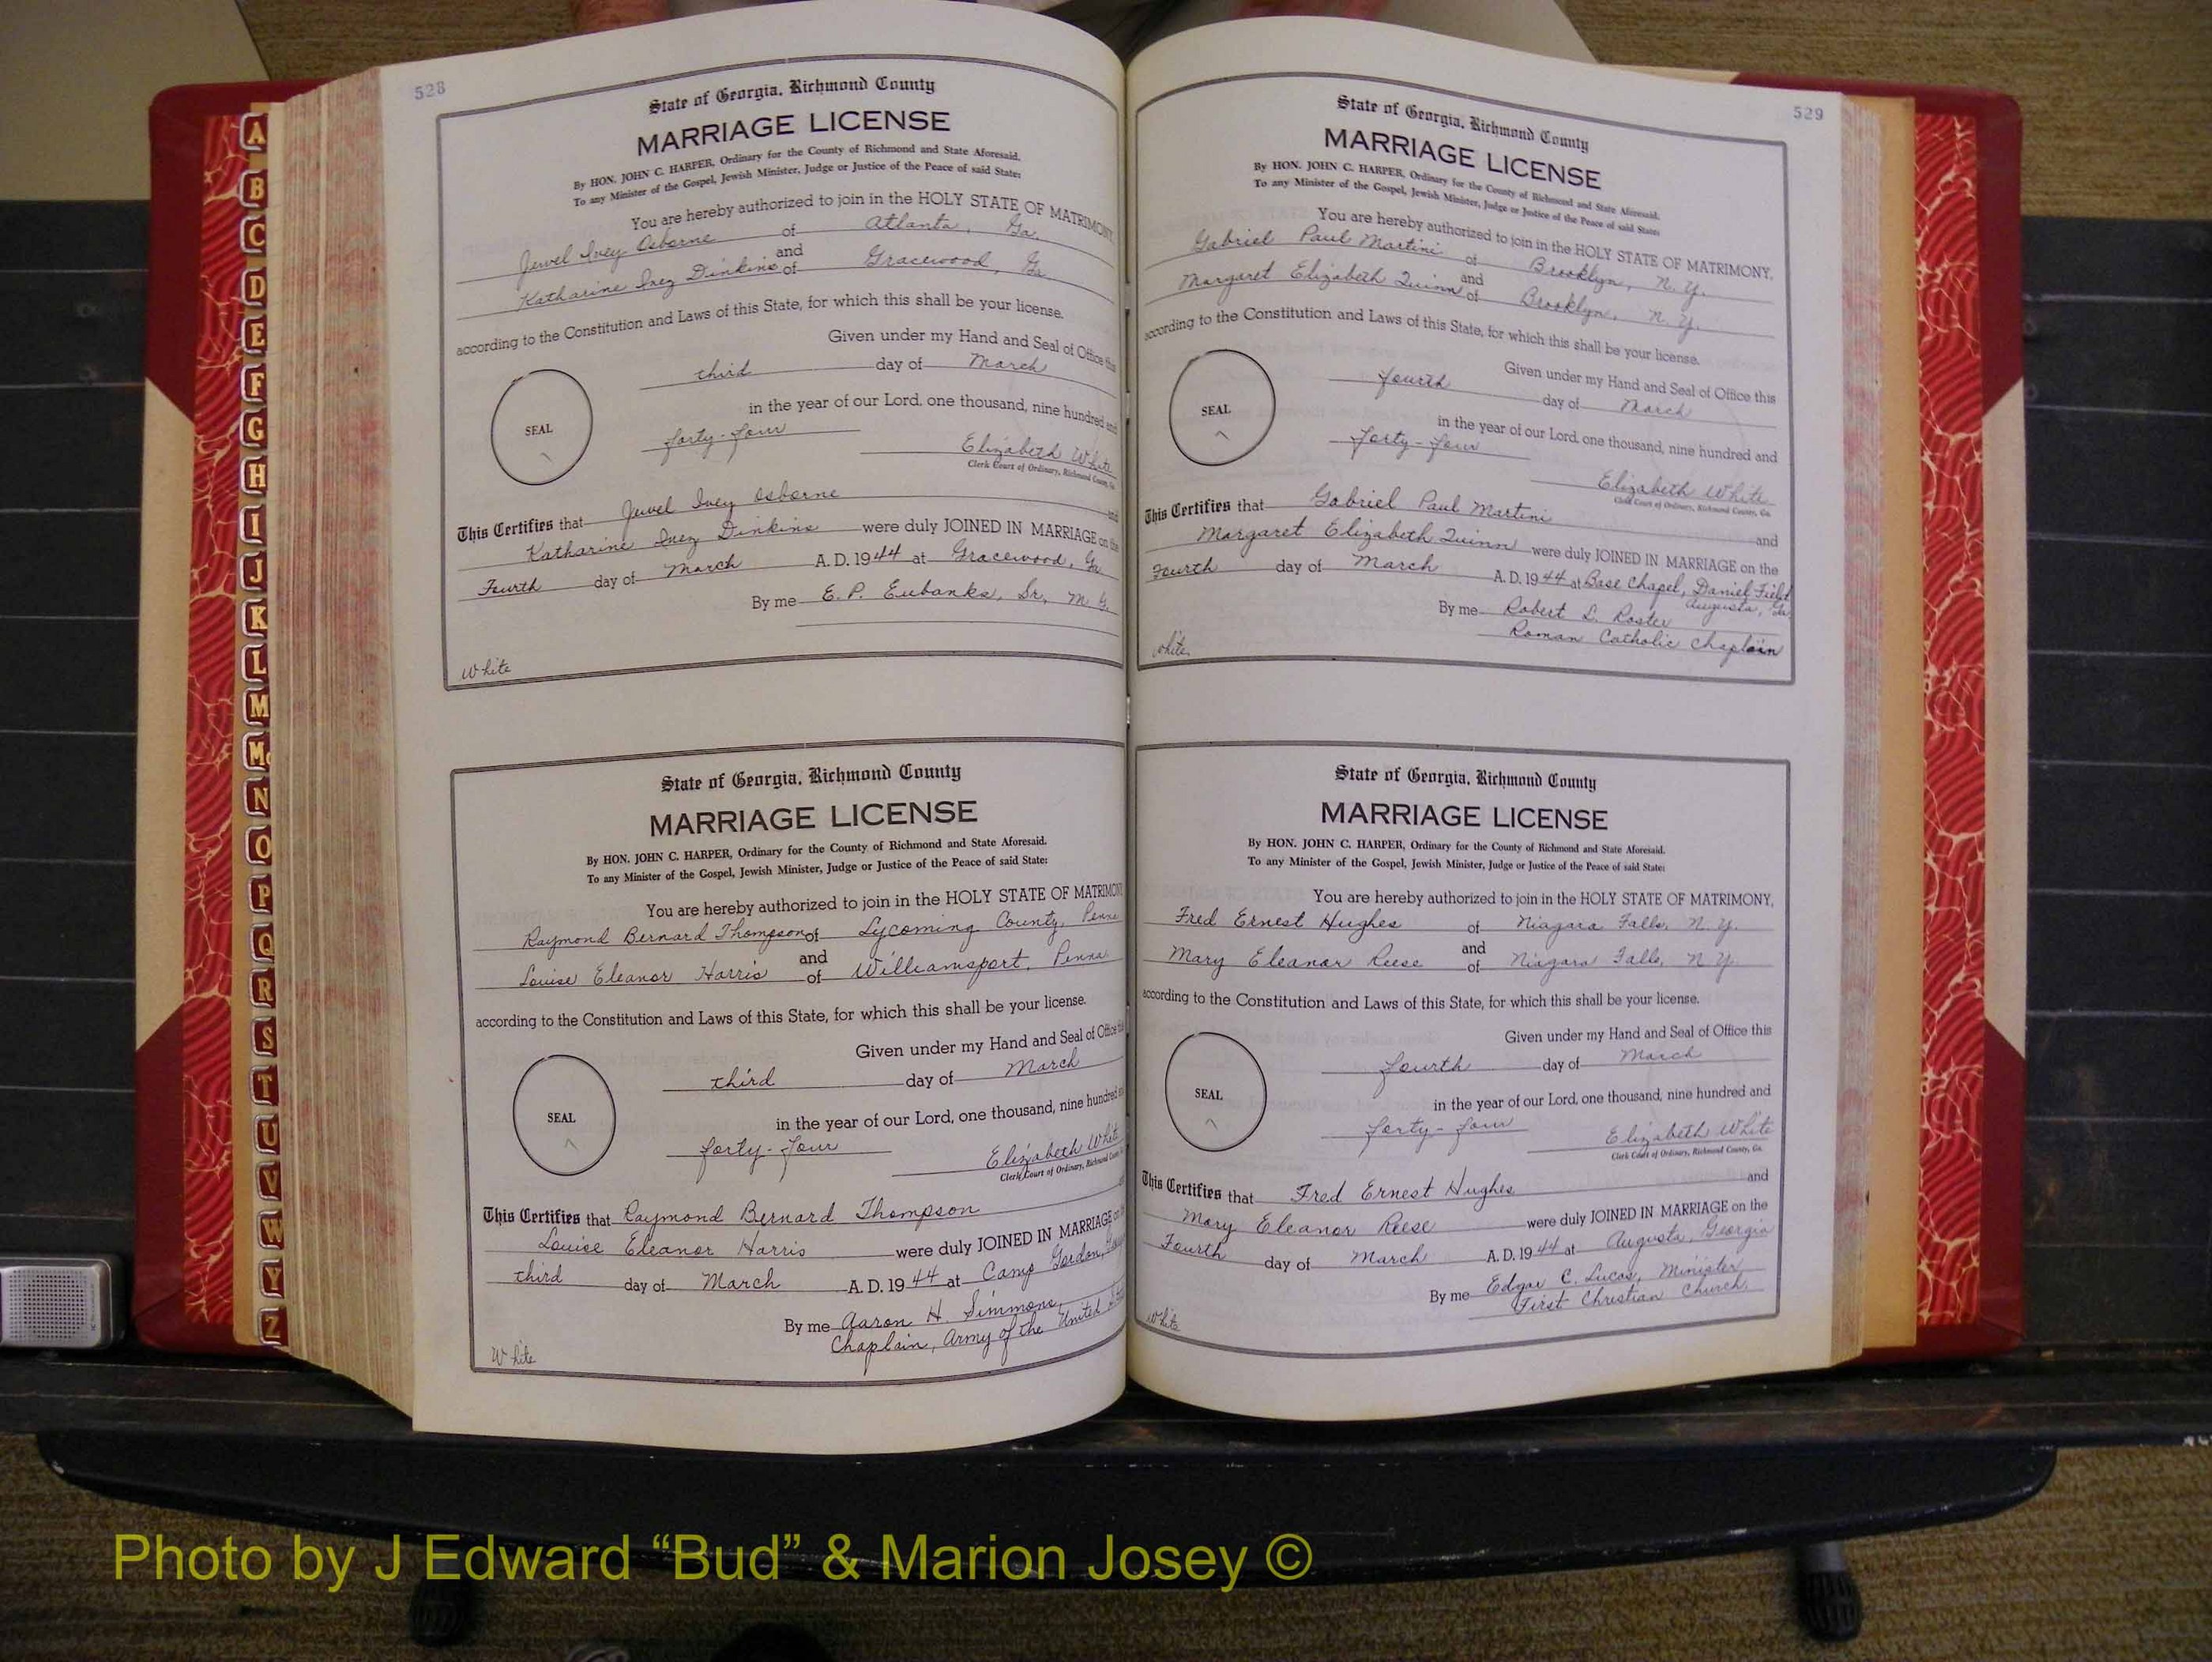 528
State of Georgia, Richmond County
MARRIAGE LICENSE
By HON. JOHN C. HARPER, Ordinary for the County of Richmond and State Aforesaid.
To any Minister of the Gospel, Jewish Minister, Judge or Justice of the Peace of said State:
You are hereby authorized to join in the HOLY STATE OF MATRIMONY,
Jewel Ivey Osborne of Atlanta, Ga.
and
Katharine Inez Dinkins of Gracewood, Ga
according to the Constitution and Laws of this State, for which this shall be your license.
Given under my Hand and Seal of Office this
third day of March
in the year of our Lord, one thousand, nine hundred and
forty-four
SEAL
Elizabeth White
Clerk Court of Ordinary, Richmond County, Ga.
This Certifies that Jewel Ivey Osborne and
Katharine Inez Dinkins were duly JOINED IN MARRIAGE on the
Fourth day of March A. D. 1944 at Gracewood, Ga
By me E. P. Eubanks, Sr, M. G.
White
State of Georgia, Richmond County
MARRIAGE LICENSE
By HON. JOHN C. HARPER, Ordinary for the County of Richmond and State Aforesaid.
To any Minister of the Gospel, Jewish Minister, Judge or Justice of the Peace of said State:
You are hereby authorized to join in the HOLY STATE OF MATRIMONY
Raymond Bernard Thompson of Lycoming County, Penna
and
Louise Eleanor Harris of Williamsport, Penna
according to the Constitution and Laws of this State, for which this shall be your license.
Given under my Hand and Seal of Office this
third day of March
in the year of our Lord, one thousand, nine hundred
forty-four
SEAL
Elizabeth White
Clerk Court of Ordinary, Richmond County
This Certifies that Raymond Bernard Thompson
Louise Eleanor Harris were duly JOINED IN MARRIAGE on
third day of March A. D. 1944 at Camp Gordon,
By me Aaron H. Simmons,
Chaplain, Army of the United
White
529
State of Georgia, Richmond County
MARRIAGE LICENSE
By HON. JOHN C. HARPER, Ordinary for the County of Richmond and State Aforesaid.
To any Minister of the Gospel, Jewish Minister, Judge or Justice of the Peace of said State:
You are hereby authorized to join in the HOLY STATE OF MATRIMONY,
Gabriel Paul Martini of Brooklyn, N. Y.
and
Margaret Elizabeth Quinn of Brooklyn, N. Y.
according to the Constitution and Laws of this State, for which this shall be your license.
Given under my Hand and Seal of Office this
fourth day of March
in the year of our Lord, one thousand, nine hundred and
forty-four
SEAL
Elizabeth White
Clerk Court of Ordinary, Richmond County, Ga.
This Certifies that Gabriel Paul Martini and
Margaret Elizabeth Quinn were duly JOINED IN MARRIAGE on the
Fourth day of March A. D. 1944 at Base Chapel, Daniel Field
Augusta, Ga.
By me Robert L. Roster
Roman Catholic Chaplain
White
State of Georgia, Richmond County
MARRIAGE LICENSE
By HON. JOHN C. HARPER, Ordinary for the County of Richmond and State Aforesaid.
To any Minister of the Gospel, Jewish Minister, Judge or Justice of the Peace of said State:
You are hereby authorized to join in the HOLY STATE OF MATRIMONY,
Fred Ernest Hughes of Niagara Falls, N. Y.
and
Mary Eleanor Reese of Niagara Falls, N. Y.
according to the Constitution and Laws of this State, for which this shall be your license.
Given under my Hand and Seal of Office this
fourth day of March
in the year of our Lord, one thousand, nine hundred and
forty-four
SEAL
Elizabeth White
Clerk Court of Ordinary, Richmond County, Ga.
This Certifies that Fred Ernest Hughes and
Mary Eleanor Reese were duly JOINED IN MARRIAGE on the
Fourth day of March A. D. 1944 at Augusta, Georgia
By me Edgar C. Lucas, Minister
First Christian Church
White
A
B
C
D
E
F
G
H
I
J
K
L
M
Mc
N
O
P
Q
R
S
T
U
V
W
Y
Z
Photo by J Edward “Bud” & Marion Josey ©